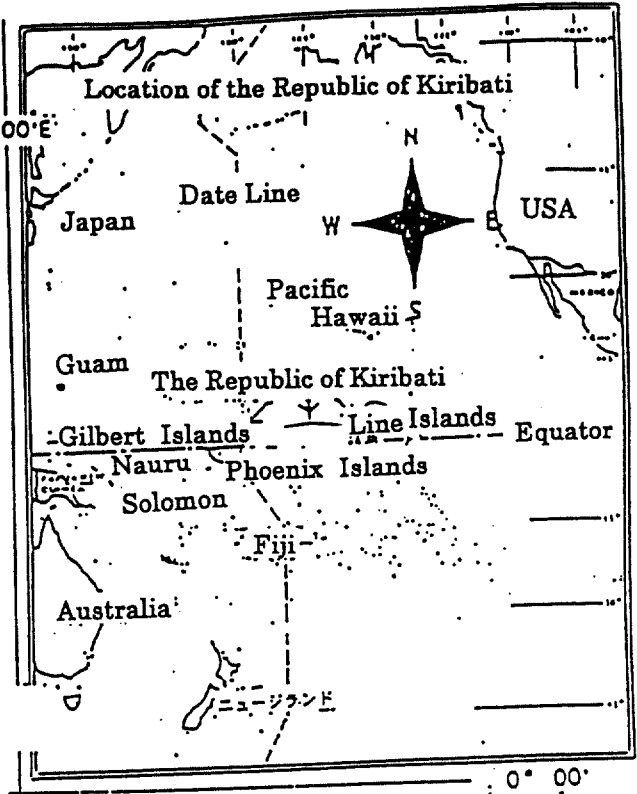 Location of the Republic of Kiribati
00°E
N
Date Line
Japan
W
E
USA
Pacific
Hawaii
S
Guam
The Republic of Kiribati
Line Islands
Gilbert Islands
Equator
Nauru
Phoenix Islands
Solomon
Fiji
Australia
ニュージランド
0° 00'